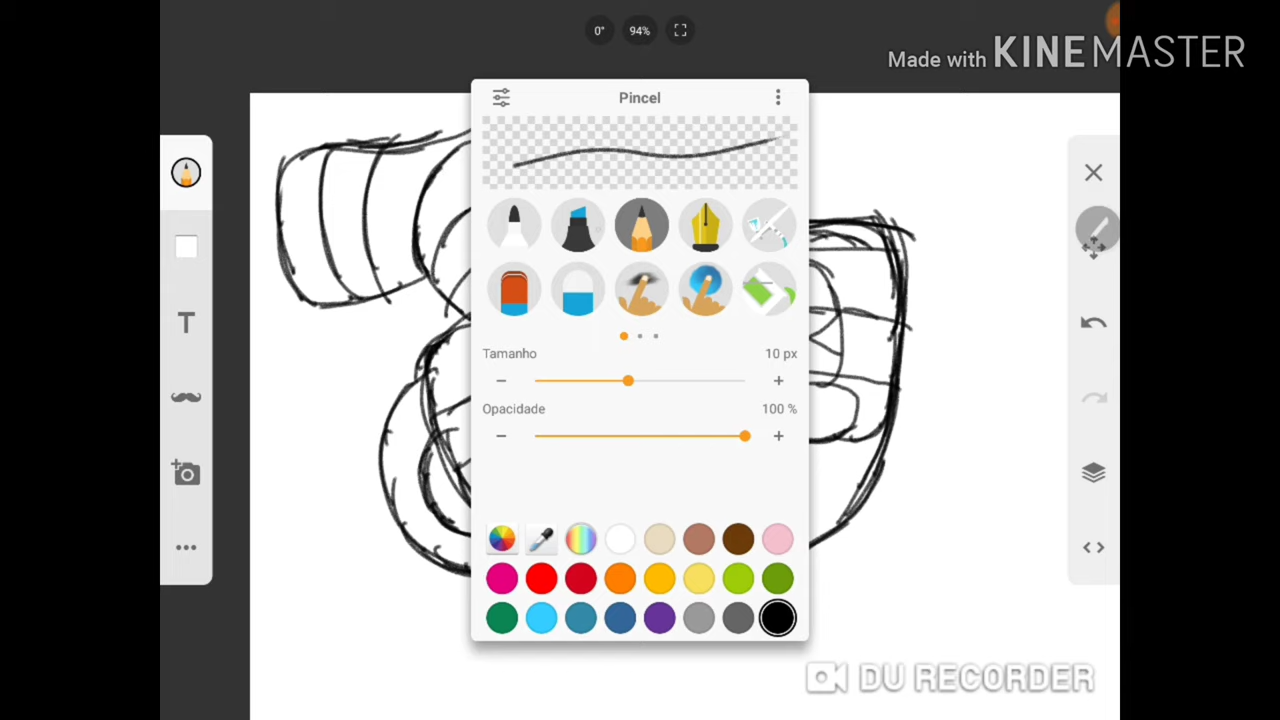 0°
94%
Made with KINEMASTER
Pincel
T
Tamanho
10 px
Opacidade
100 %
DU RECORDER